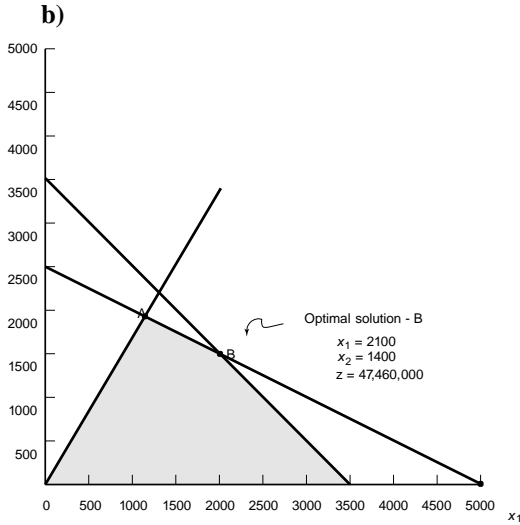 b)
5000
4500
4000
3500
3000
2500
2000
1500
1000
500
A
B
Optimal solution - B
x1 = 2100
x2 = 1400
z = 47,460,000
0 500 1000 1500 2000 2500 3000 3500 4000 4500 5000
x1